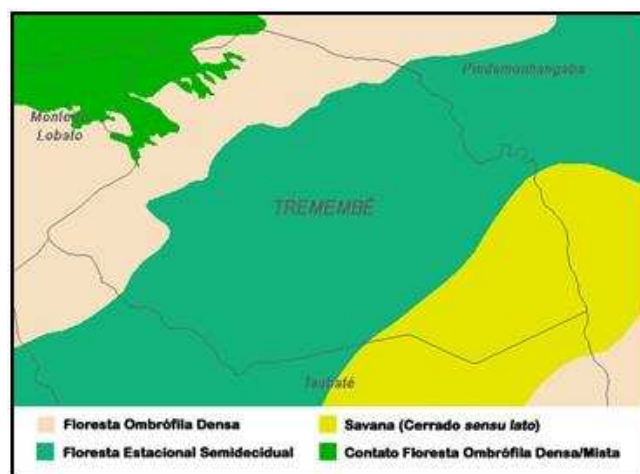 Pindamonhangaba
Monteiro
Lobato
TREMEMBÉ
Taubaté
Floresta Ombrófila Densa
Savana (Cerrado sensu lato)
Floresta Estacional Semidecidual
Contato Floresta Ombrófila Densa/Mista